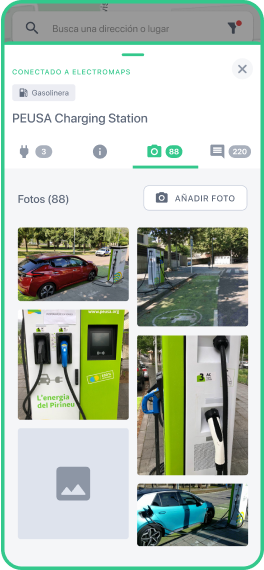 Busca una dirección o lugar
CONECTADO A ELECTROMAPS
Gasolinera
PEUSA Charging Station
3
88
220
Fotos (88)
AÑADIR FOTO
www.peusa.org
L'energia
del Pirineu
AC